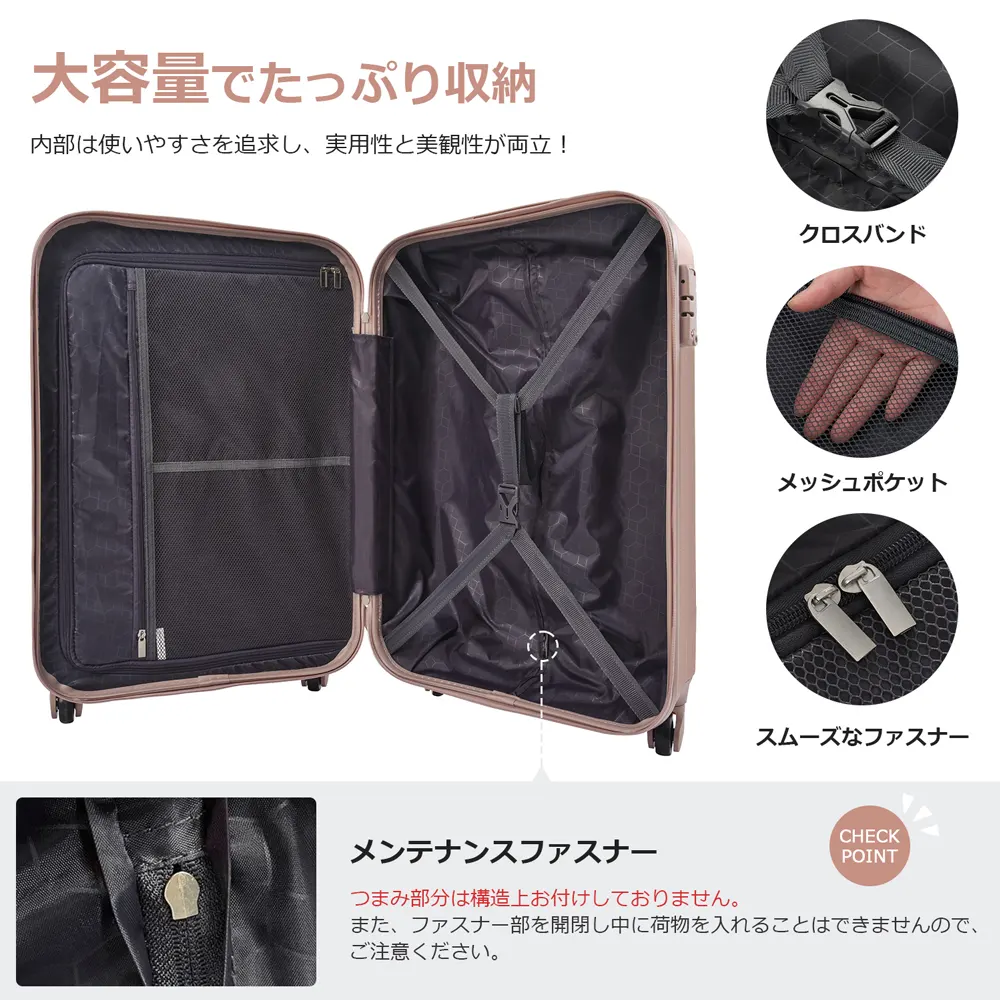 大容量でたっぷり収納
内部は使いやすさを追求し、実用性と美観性が両立！
クロスバンド
メッシュポケット
スムーズなファスナー
メンテナンスファスナー
CHECK
POINT
つまみ部分は構造上お付けしておりません。
また、ファスナー部を開閉し中に荷物を入れることはできませんので、
ご注意ください。